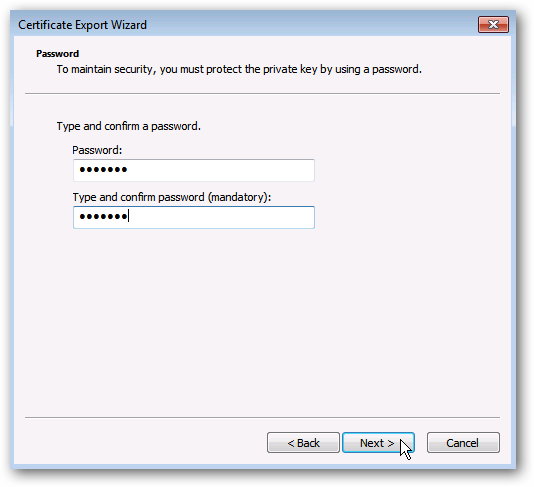 Certificate Export Wizard
Password
To maintain security, you must protect the private key by using a password.
Type and confirm a password.
Password:
•••••••
Type and confirm password (mandatory):
•••••••
< Back Next > Cancel